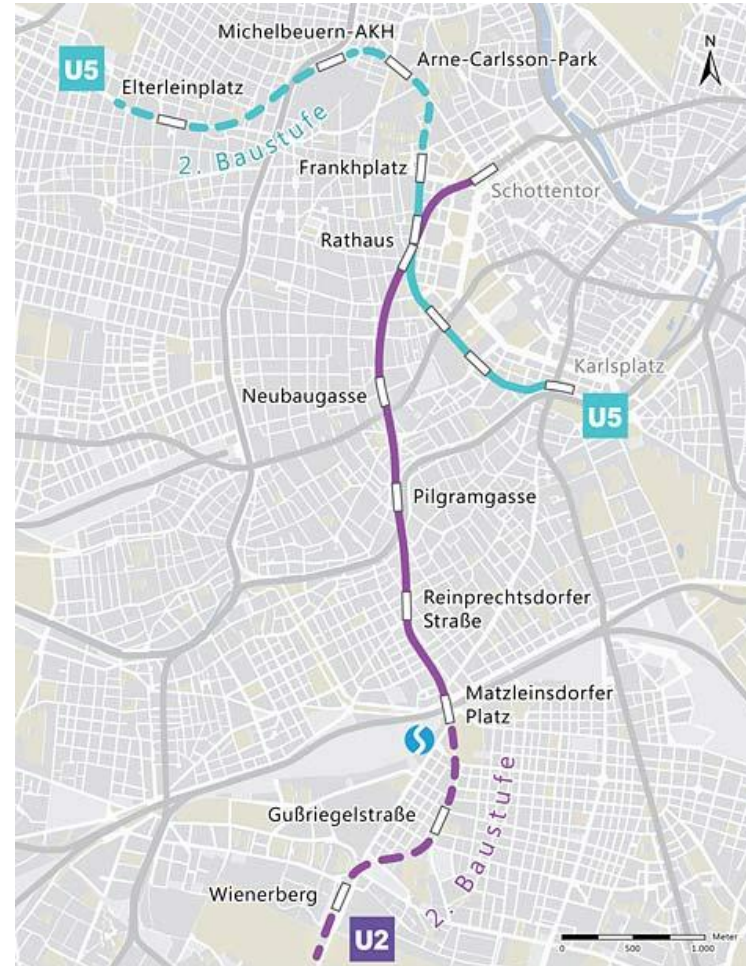 Michelbeuern-AKH
U5
Elterleinplatz
Arne-Carlsson-Park
N
2. Baustufe
Frankhplatz
Schottentor
Rathaus
Karlsplatz
Neubaugasse
U5
Pilgramgasse
Reinprechtsdorfer
Straße
Matzleinsdorfer
Platz
Gußriegelstraße
2. Baustufe
Wienerberg
U2
Meter
0 500 1.000